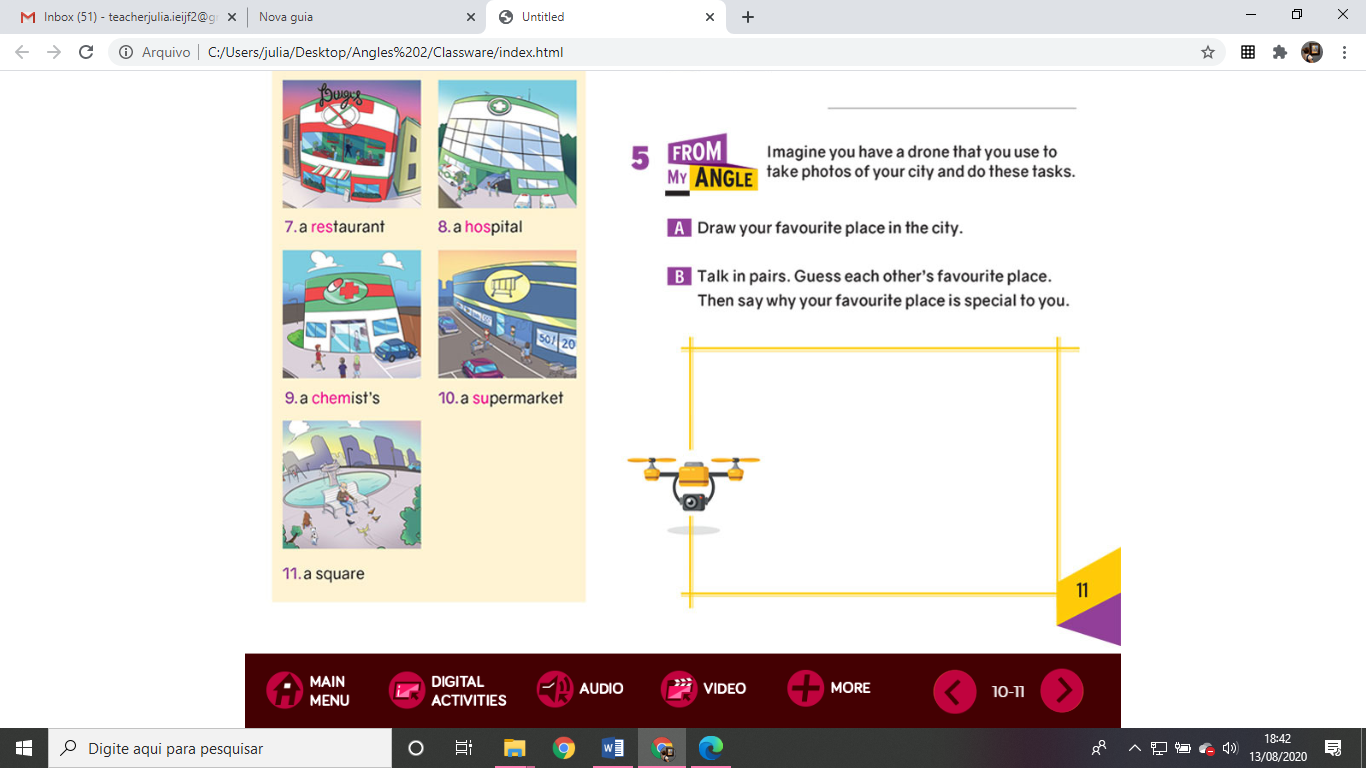 Inbox (51) - teacherjulia.ieijf2@g
Nova guia
Untitled
Arquivo
C:/Users/julia/Desktop/Angles%202/Classware/index.html
7. a restaurant
8. a hospital
9. a chemist's
10. a supermarket
50! 20
11. a square
5
FROM
MY ANGLE
Imagine you have a drone that you use to
take photos of your city and do these tasks.
A Draw your favourite place in the city.
B Talk in pairs. Guess each other's favourite place.
Then say why your favourite place is special to you.
11
MAIN
MENU
DIGITAL
ACTIVITIES
AUDIO
VIDEO
MORE
10-11
Digite aqui para pesquisar
18:42
13/08/2020